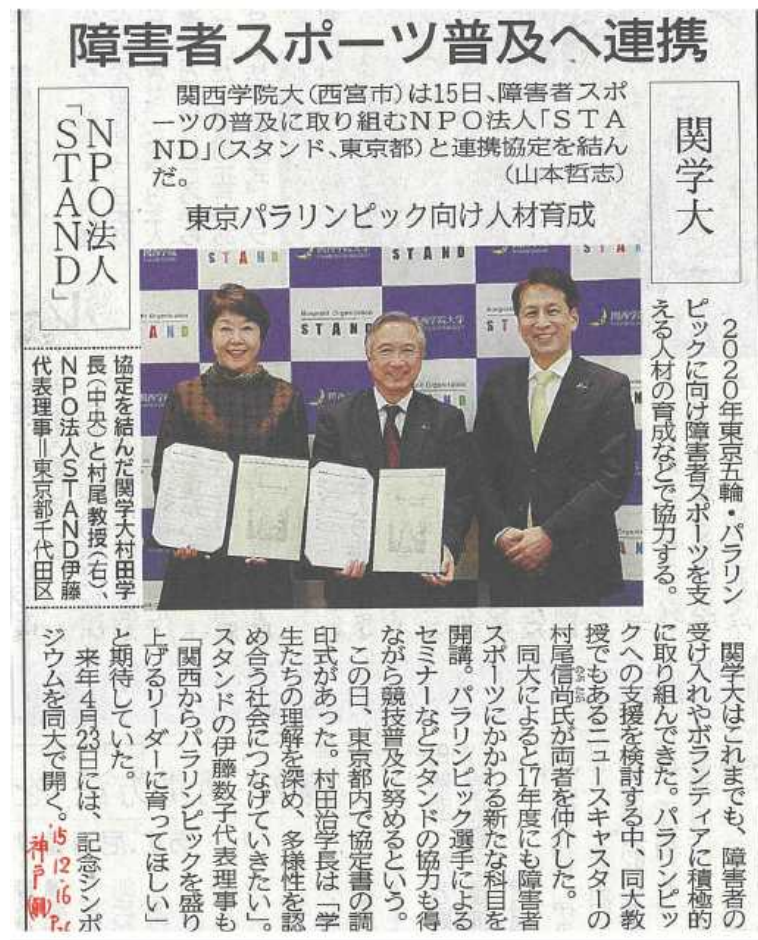 障害者スポーツ普及へ連携
関学大
NPO法人
「STAND」
関西学院大(西宮市)は15日、障害者スポ
ーツの普及に取り組むNPO法人「STA
ND」(スタンド、東京都)と連携協定を結ん
だ。
(山本哲志)
東京パラリンピック向け人材育成
STAND
関西学院大学
STAND
Nonprofit Organization
STAND
協定を結んだ関学大村田学
長(中央)と村尾教授(右)、
NPO法人STAND伊藤
代表理事=東京都千代田区
2020年東京五輪・パラリン
ピックに向け障害者スポーツを支
える人材の育成などで協力する。
関学大はこれまでも、障害者の
受け入れやボランティアに積極的
に取り組んできた。パラリンピッ
クへの支援を検討する中、同大教
授でもあるニュースキャスターの
村尾信尚氏が両者を仲介した。
のぶたか
同大によると17年度にも障害者
スポーツにかかわる新たな科目を
開講。パラリンピック選手による
セミナーなどスタンドの協力も得
ながら競技普及に努めるという。
この日、東京都内で協定書の調
印式があった。村田治学長は「学
生たちの理解を深め、多様性を認
め合う社会につなげていきたい」。
スタンドの伊藤数子代表理事も
「関西からパラリンピックを盛り
上げるリーダーに育ってほしい」
と期待していた。
来年4月23日には、記念シンポ
ジウムを同大で開く。
'15
12・16
神戸